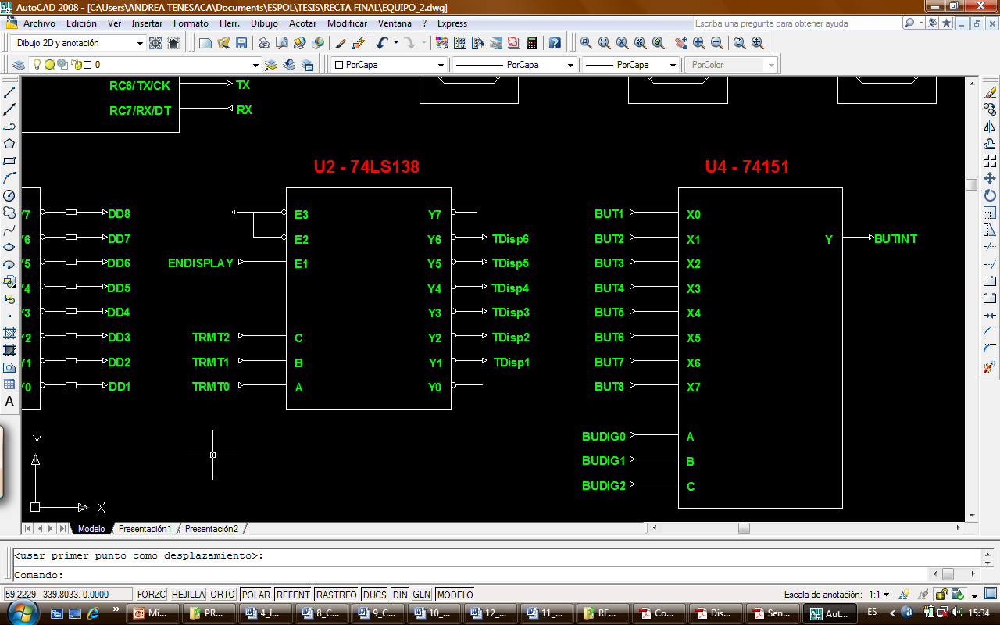 AutoCAD 2008 - [C:\Users\ANDREA TENESACA\Documents\ESPOL\TESIS\RECTA FINAL\EQUIPO_2.dwg]
Archivo Edición Ver Insertar Formato Herr. Dibujo Acotar Modificar Ventana ? Express
Escriba una pregunta para obtener ayuda
Dibujo 2D y anotación
0
PorCapa
PorCapa
PorCapa
PorColor
RC6/TX/CK TX
RC7/RX/DT RX
U2 - 74LS138
U4 - 74151
Y7 DD8 E3 Y7 BUT1 X0
Y6 DD7 E2 Y6 TDisp6 BUT2 X1 Y BUTINT
Y5 DD6 ENDISPLAY E1 Y5 TDisp5 BUT3 X2
Y4 DD5 Y4 TDisp4 BUT4 X3
Y3 DD4 Y3 TDisp3 BUT5 X4
Y2 DD3 TRMT2 C Y2 TDisp2 BUT6 X5
Y1 DD2 TRMT1 B Y1 TDisp1 BUT7 X6
Y0 DD1 TRMT0 A Y0 BUT8 X7
BUDIG0 A
BUDIG1 B
BUDIG2 C
Y
X
A
Modelo Presentación1 Presentación2
<usar primer punto como desplazamiento>:
Comando:
59.2229, 339.8033, 0.0000 FORZC REJILLA ORTO POLAR REFENT RASTREO DUCS DIN GLN MODELO
Escala de anotación: 1:1
» Mi... PR... 4_I... 8_C... 9_C... 10_... 12_... 11_... RE... Co... Dis... Sen... Aut... ES 15:34